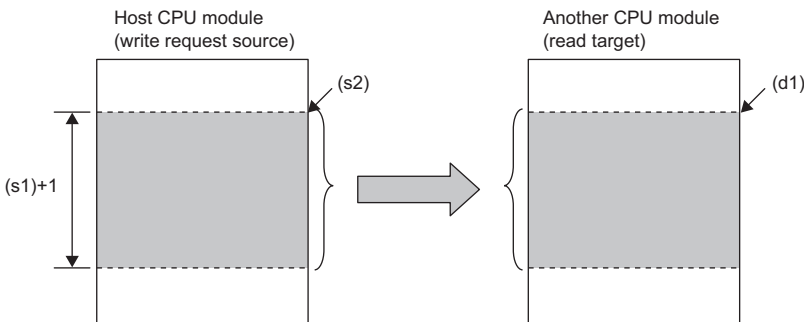 Host CPU module
(write request source)
Another CPU module
(read target)
(s2)
(d1)
(s1)+1